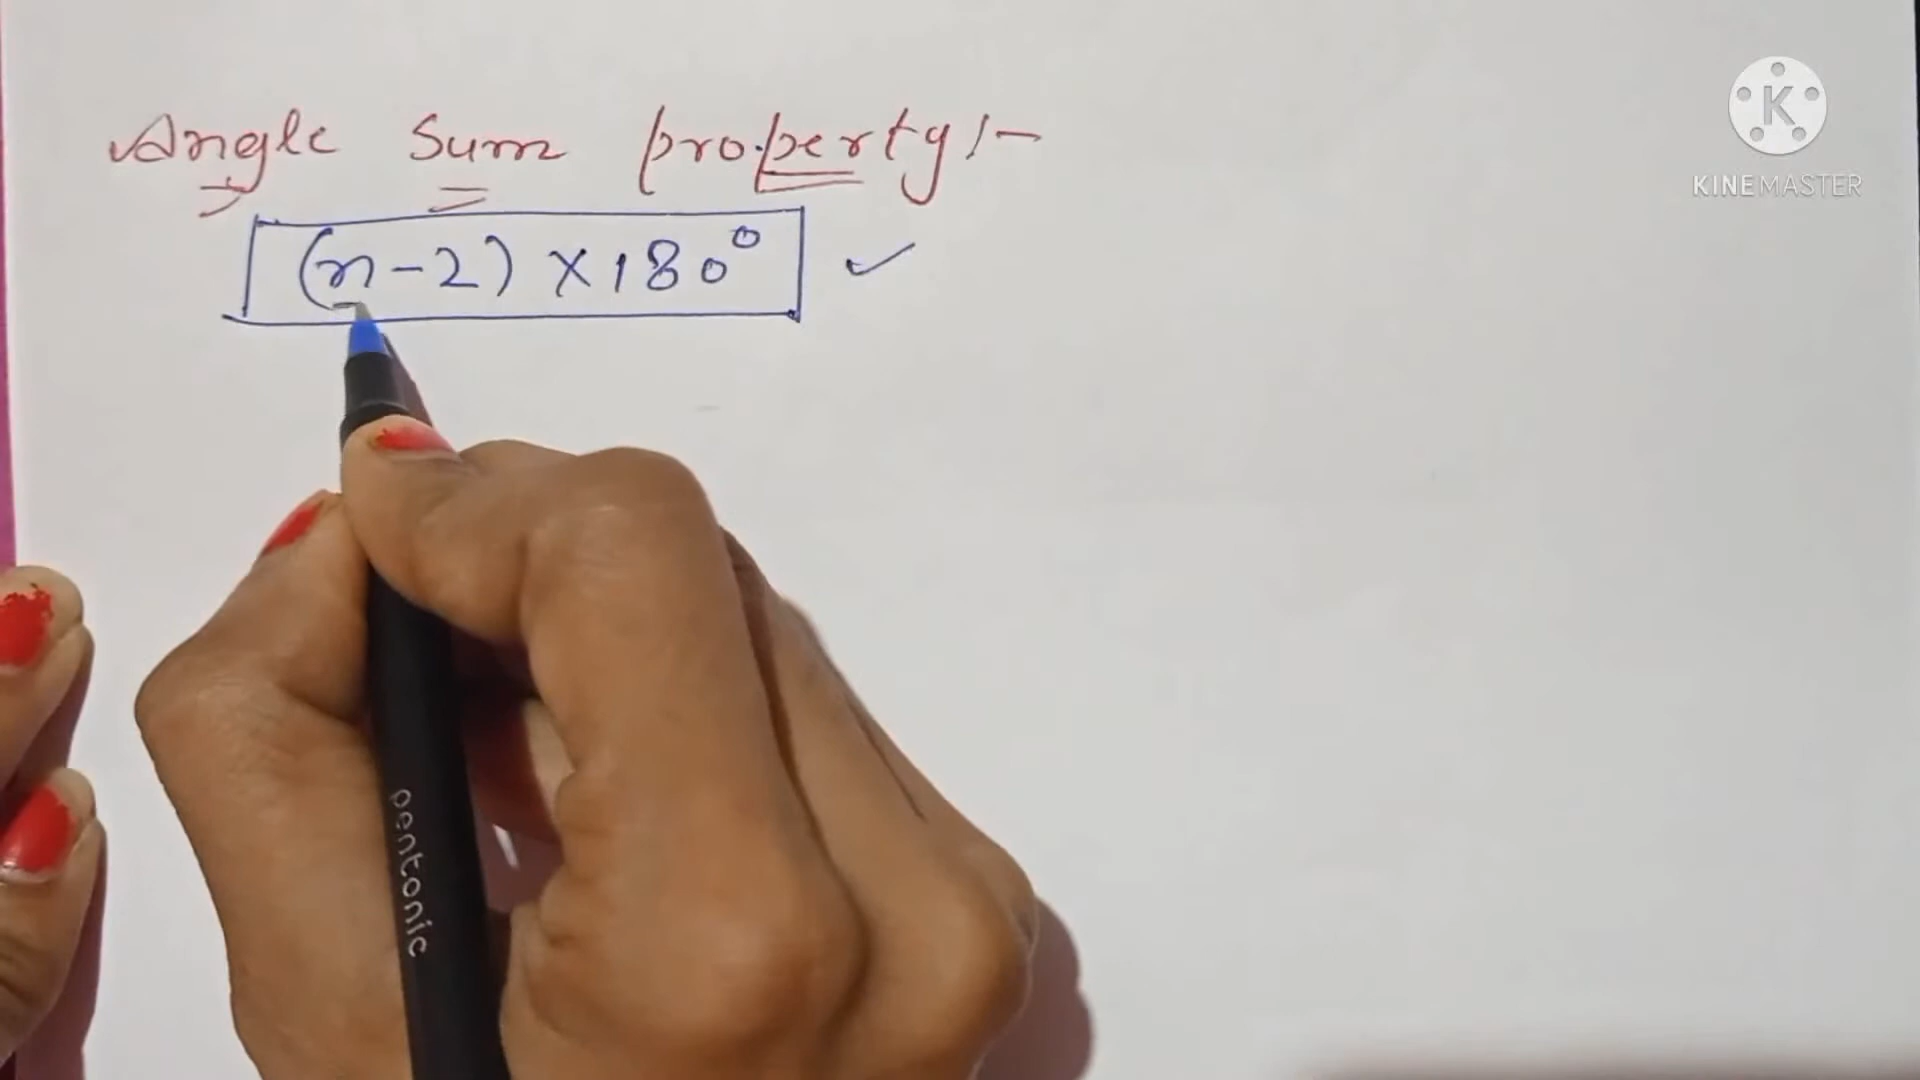 Angle Sum property :-
(n-2) × 180°
K
KINEMASTER
pentonic